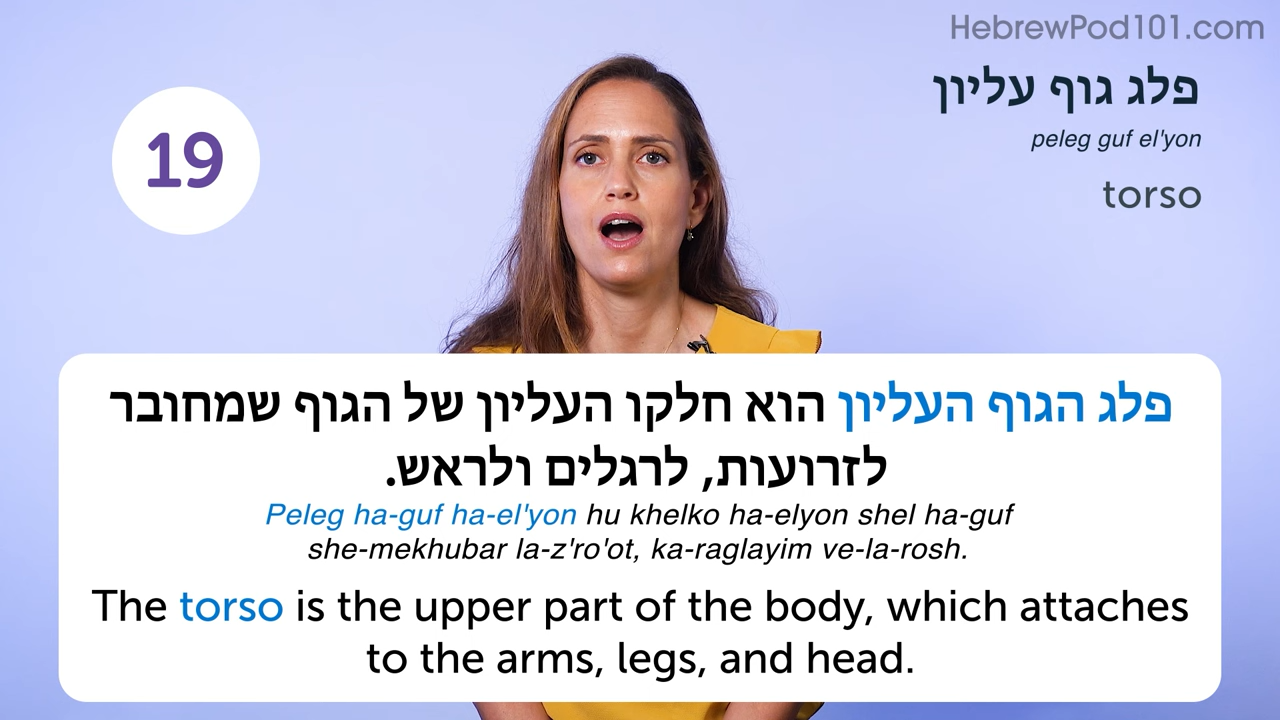 HebrewPod101.com
19
פלג גוף עליון
peleg guf el'yon
torso
פלג הגוף העליון הוא חלקו העליון של הגוף שמחובר
לזרועות, לרגלים ולראש.
Peleg ha-guf ha-el'yon hu khelko ha-elyon shel ha-guf
she-mekhubar la-z'ro'ot, ka-raglayim ve-la-rosh.
The torso is the upper part of the body, which attaches
to the arms, legs, and head.